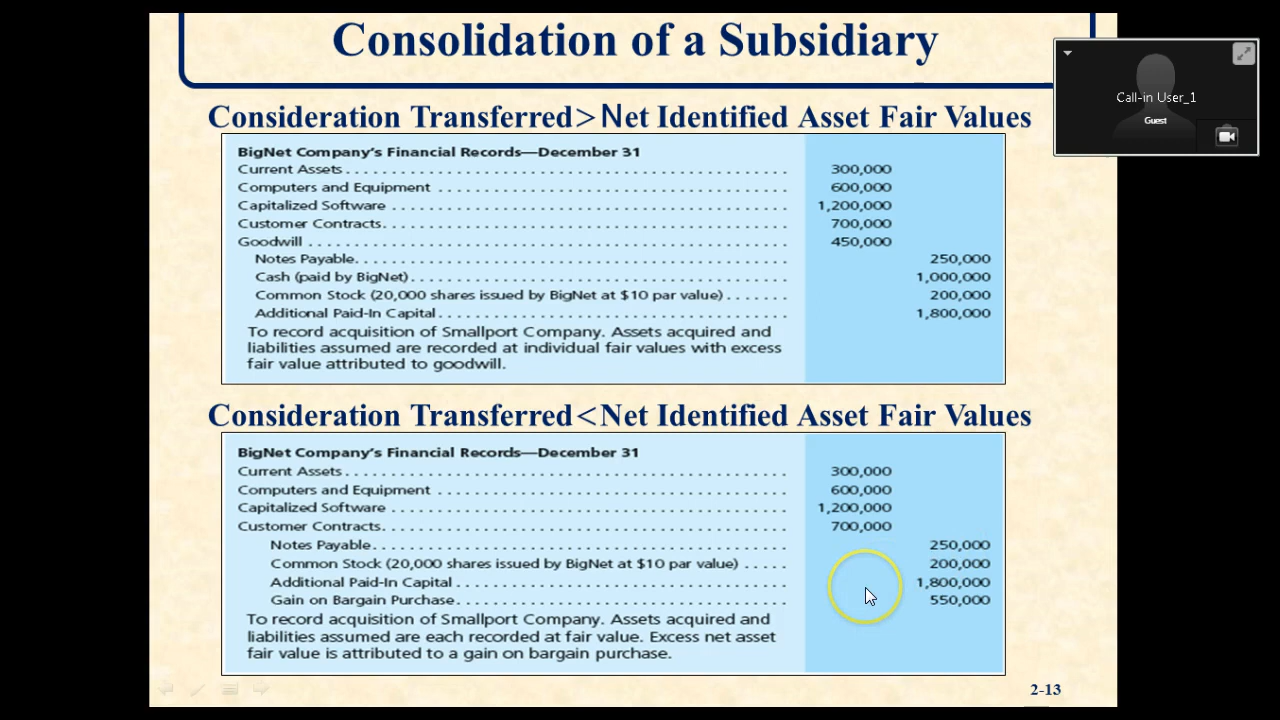 Consolidation of a Subsidiary
Call-in User_1
Guest
Consideration Transferred>Net Identified Asset Fair Values
BigNet Company's Financial Records—December 31
Current Assets . . . . . . . . . . 300,000
Computers and Equipment . . . . . . . . . . 600,000
Capitalized Software . . . . . . . . . . 1,200,000
Customer Contracts. . . . . . . . . . 700,000
Goodwill . . . . . . . . . . 450,000
Notes Payable. . . . . . . . . . 250,000
Cash (paid by BigNet) . . . . . . . . . . 1,000,000
Common Stock (20,000 shares issued by BigNet at $10 par value) . . . . . . . 200,000
Additional Paid-In Capital . . . . . . . . . . 1,800,000
To record acquisition of Smallport Company. Assets acquired and
liabilities assumed are recorded at individual fair values with excess
fair value attributed to goodwill.
Consideration Transferred<Net Identified Asset Fair Values
BigNet Company's Financial Records—December 31
Current Assets . . . . . . . . . . 300,000
Computers and Equipment . . . . . . . . . . 600,000
Capitalized Software . . . . . . . . . . 1,200,000
Customer Contracts. . . . . . . . . . 700,000
Notes Payable. . . . . . . . . . 250,000
Common Stock (20,000 shares issued by BigNet at $10 par value) . . . . . 200,000
Additional Paid-In Capital . . . . . . . . . . 1,800,000
Gain on Bargain Purchase. . . . . . . . . . 550,000
To record acquisition of Smallport Company. Assets acquired and
liabilities assumed are each recorded at fair value. Excess net asset
fair value is attributed to a gain on bargain purchase.
2-13